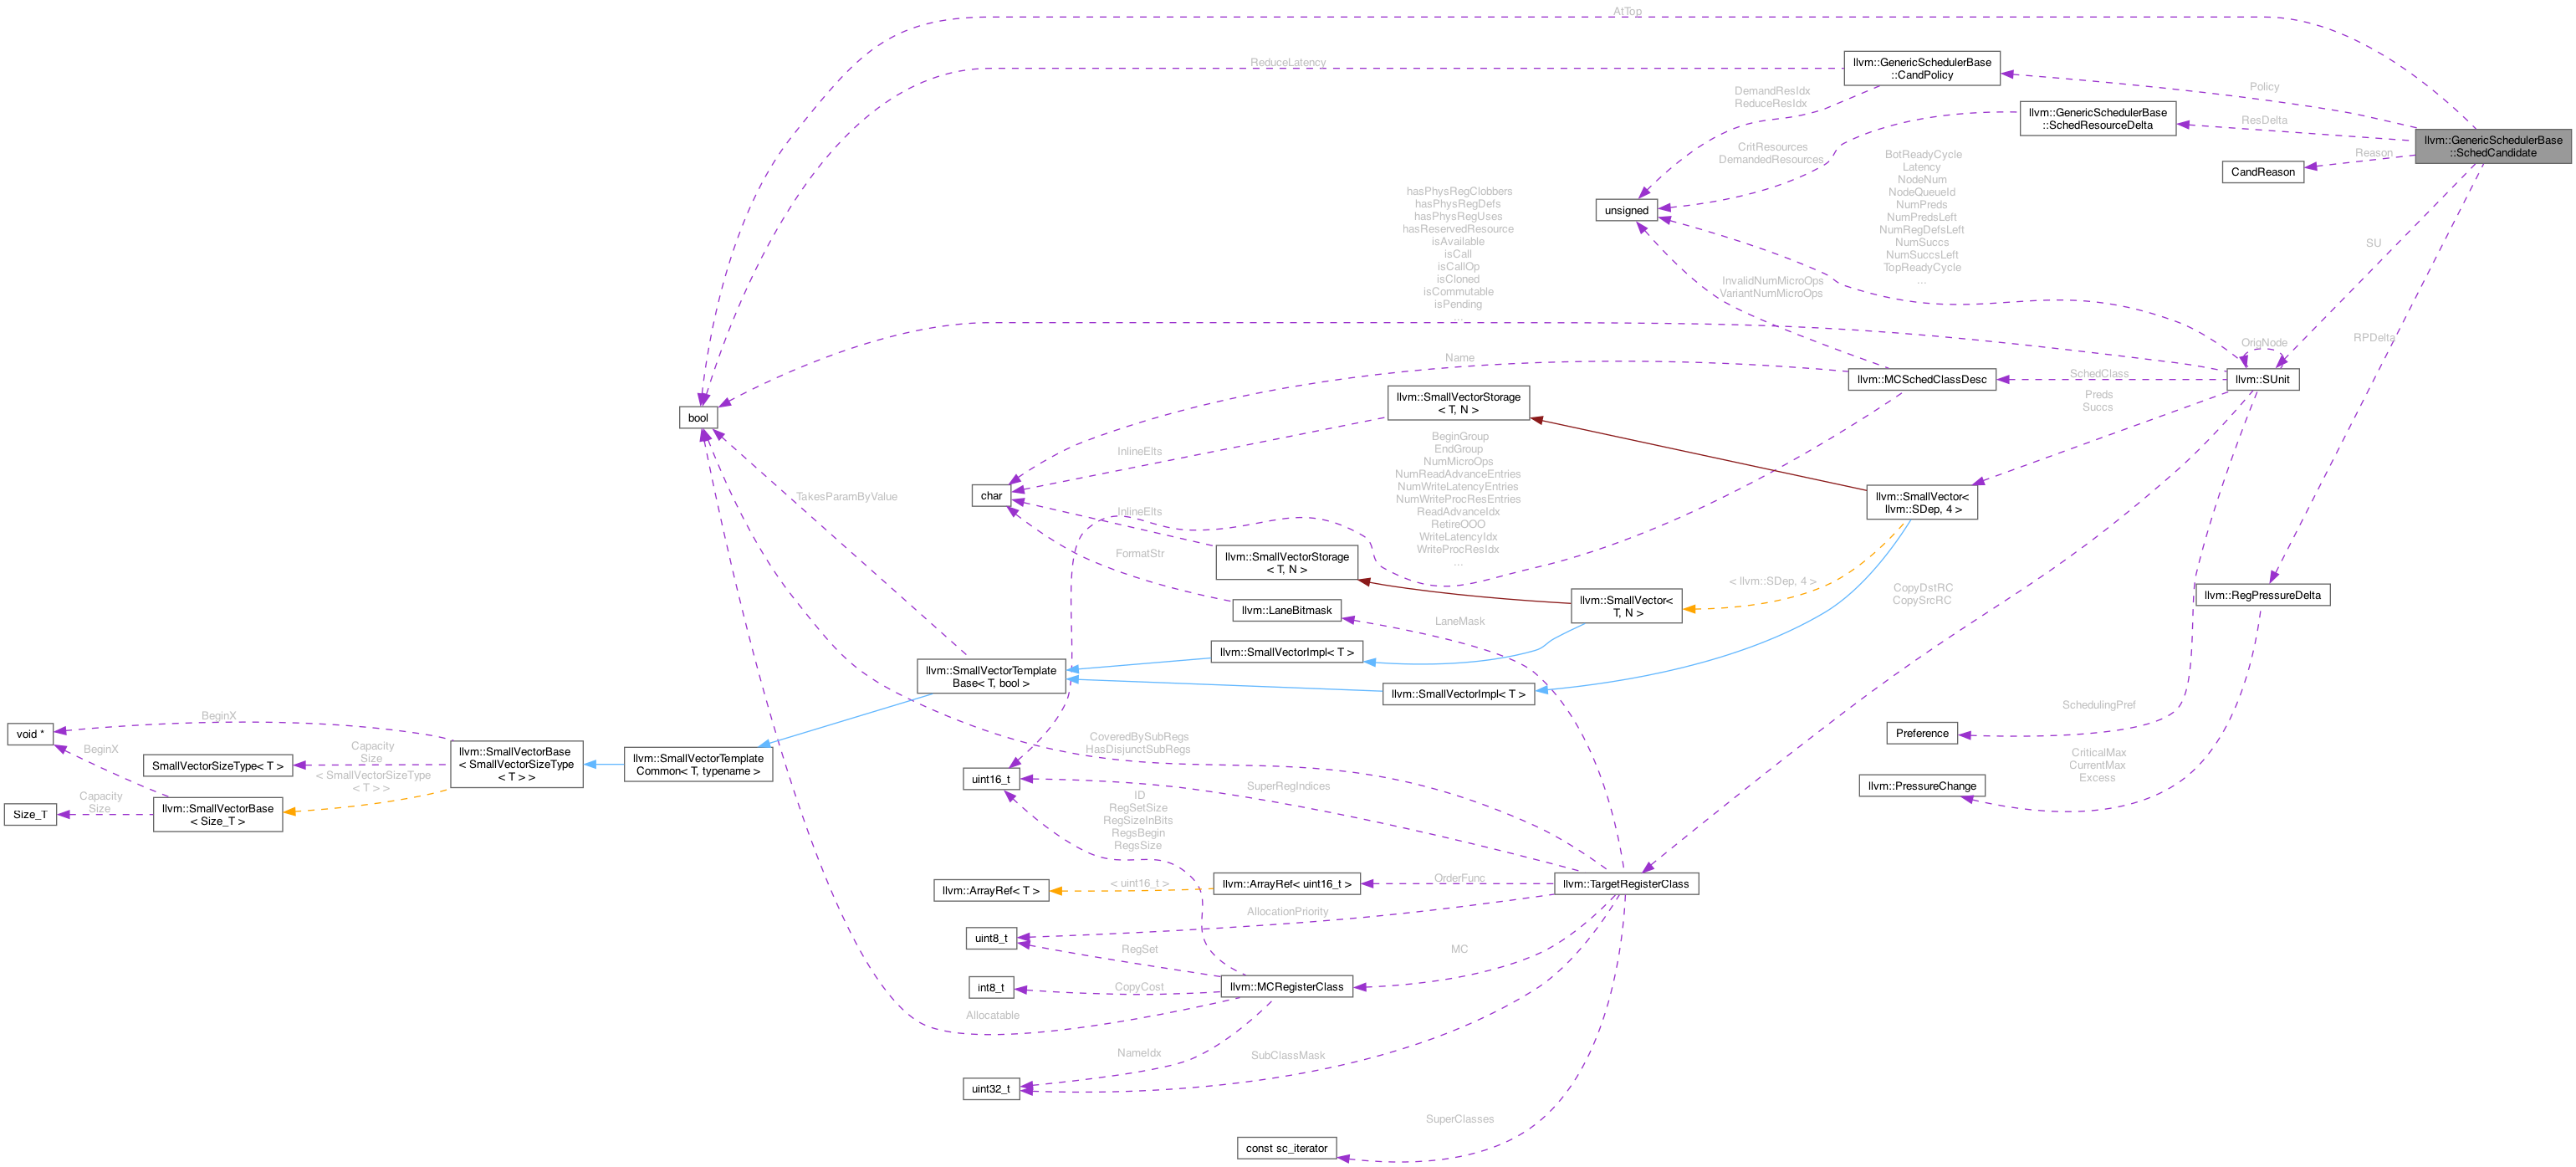 AtTop
llvm::GenericSchedulerBase
::CandPolicy
ReduceLatency
Policy
DemandResIdx
ReduceResIdx
llvm::GenericSchedulerBase
::SchedResourceDelta
ResDelta
llvm::GenericSchedulerBase
::SchedCandidate
CritResources
DemandedResources
Reason
CandReason
BotReadyCycle
Latency
NodeNum
NodeQueueId
NumPreds
NumPredsLeft
NumRegDefsLeft
NumSuccs
NumSuccsLeft
TopReadyCycle
...
hasPhysRegClobbers
hasPhysRegDefs
hasPhysRegUses
hasReservedResource
isAvailable
isCall
isCallOp
isCloned
isCommutable
isPending
...
unsigned
SU
InvalidNumMicroOps
VariantNumMicroOps
RPDelta
OrigNode
Name
SchedClass
llvm::MCSchedClassDesc
llvm::SUnit
llvm::SmallVectorStorage
< T, N >
Preds
Succs
bool
BeginGroup
EndGroup
NumMicroOps
NumReadAdvanceEntries
NumWriteLatencyEntries
NumWriteProcResEntries
ReadAdvanceIdx
RetireOOO
WriteLatencyIdx
WriteProcResIdx
...
InlineElts
TakesParamByValue
char
llvm::SmallVector<
llvm::SDep, 4 >
InlineElts
FormatStr
llvm::SmallVectorStorage
< T, N >
< llvm::SDep, 4 >
llvm::SmallVector<
T, N >
CopyDstRC
CopySrcRC
llvm::RegPressureDelta
llvm::LaneBitmask
LaneMask
llvm::SmallVectorImpl< T >
llvm::SmallVectorTemplate
Base< T, bool >
llvm::SmallVectorImpl< T >
SchedulingPref
BeginX
void *
Preference
CoveredBySubRegs
HasDisjunctSubRegs
BeginX
Capacity
Size
llvm::SmallVectorBase
< SmallVectorSizeType
< T > >
llvm::SmallVectorTemplate
Common< T, typename >
SmallVectorSizeType< T >
< SmallVectorSizeType
< T > >
CriticalMax
CurrentMax
Excess
uint16_t
SuperRegIndices
llvm::PressureChange
Capacity
Size
Size_T
llvm::SmallVectorBase
< Size_T >
ID
RegSetSize
RegSizeInBits
RegsBegin
RegsSize
llvm::ArrayRef< T >
< uint16_t >
llvm::ArrayRef< uint16_t >
OrderFunc
llvm::TargetRegisterClass
AllocationPriority
uint8_t
RegSet
MC
int8_t
CopyCost
llvm::MCRegisterClass
Allocatable
NameIdx
SubClassMask
uint32_t
SuperClasses
const sc_iterator